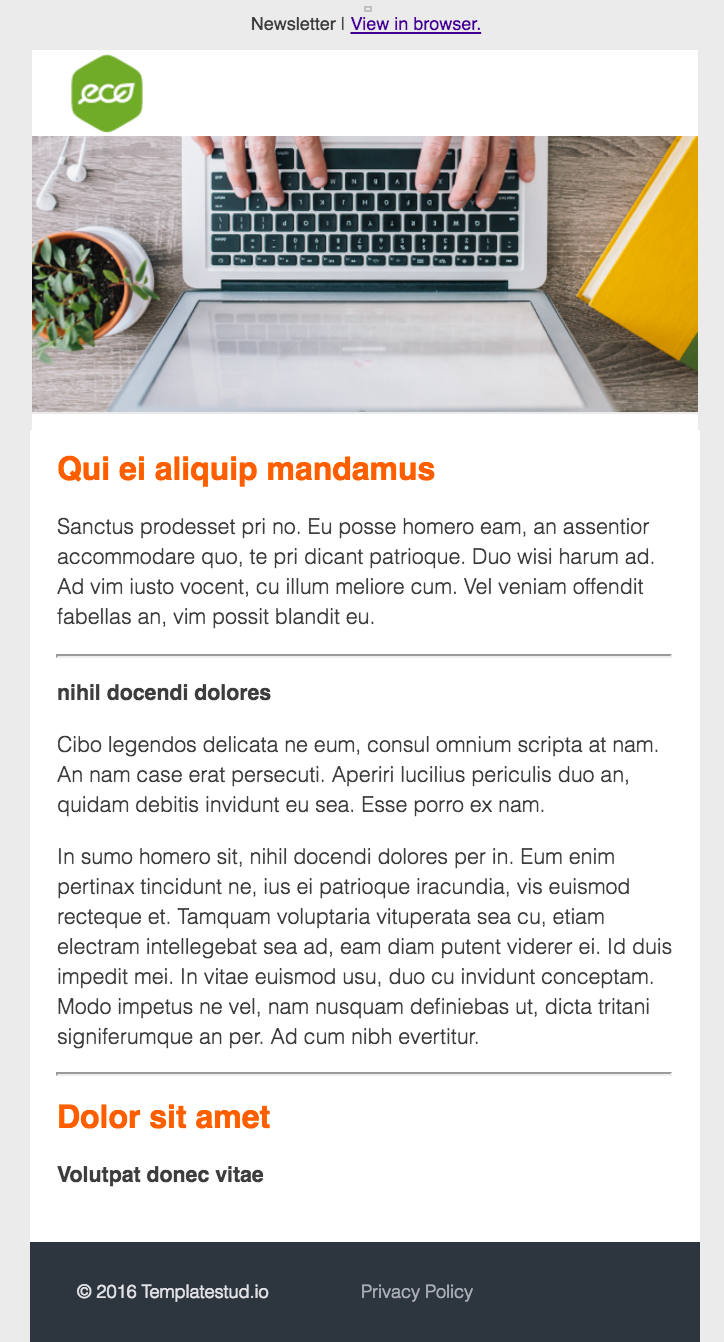 Newsletter | View in browser.
eco
Qui ei aliquip mandamus
Sanctus prodesset pri no. Eu posse homero eam, an assentior
accommodare quo, te pri dicant patrioque. Duo wisi harum ad.
Ad vim iusto vocent, cu illum meliore cum. Vel veniam offendit
fabellas an, vim possit blandit eu.
nihil docendi dolores
Cibo legendos delicata ne eum, consul omnium scripta at nam.
An nam case erat persecuti. Aperiri lucilius periculis duo an,
quidam debitis invidunt eu sea. Esse porro ex nam.
In sumo homero sit, nihil docendi dolores per in. Eum enim
pertinax tincidunt ne, ius ei patrioque iracundia, vis euismod
recteque et. Tamquam voluptaria vituperata sea cu, etiam
electram intellegebat sea ad, eam diam putent viderer ei. Id duis
impedit mei. In vitae euismod usu, duo cu invidunt conceptam.
Modo impetus ne vel, nam nusquam definiebas ut, dicta tritani
signiferumque an per. Ad cum nibh evertitur.
Dolor sit amet
Volutpat donec vitae
© 2016 Templatestud.io
Privacy Policy